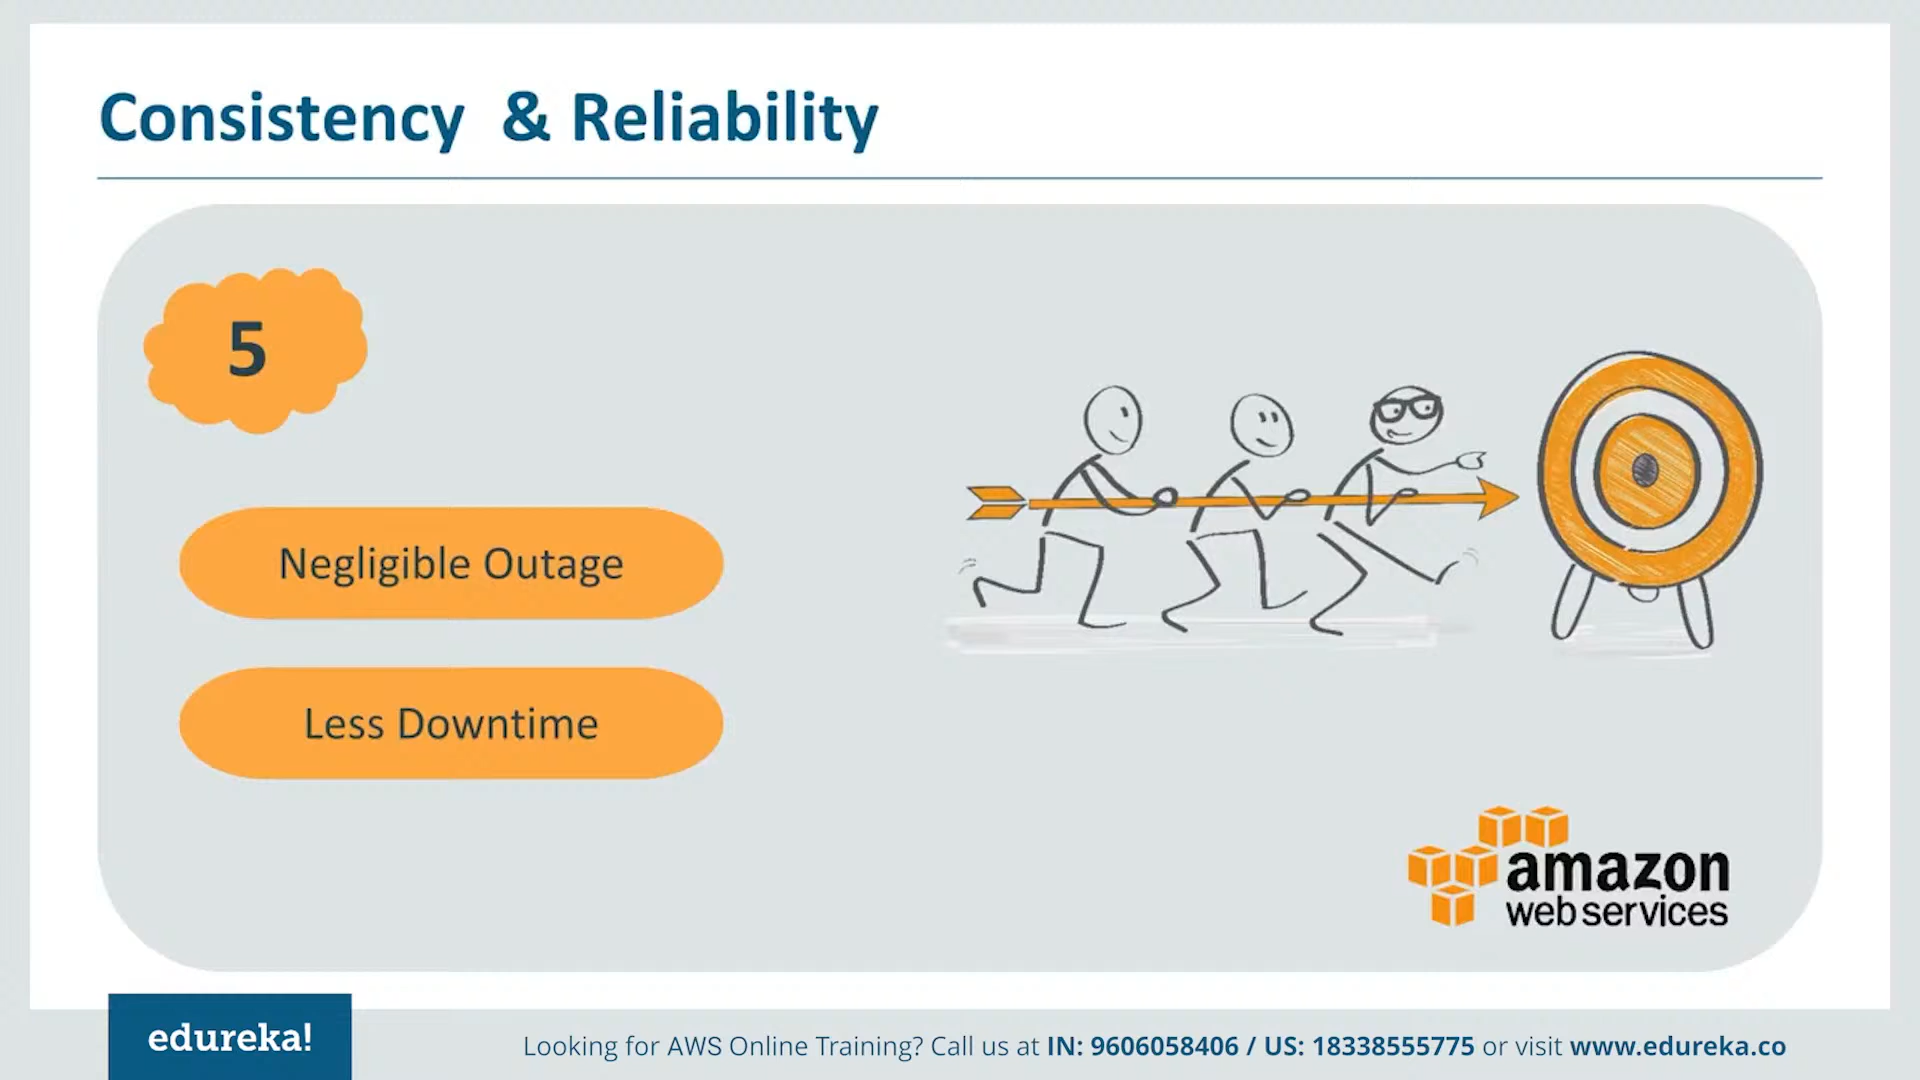 Consistency & Reliability
5
Negligible Outage
Less Downtime
amazon
web services
edureka!
Looking for AWS Online Training? Call us at IN: 9606058406 / US: 18338555775 or visit www.edureka.co